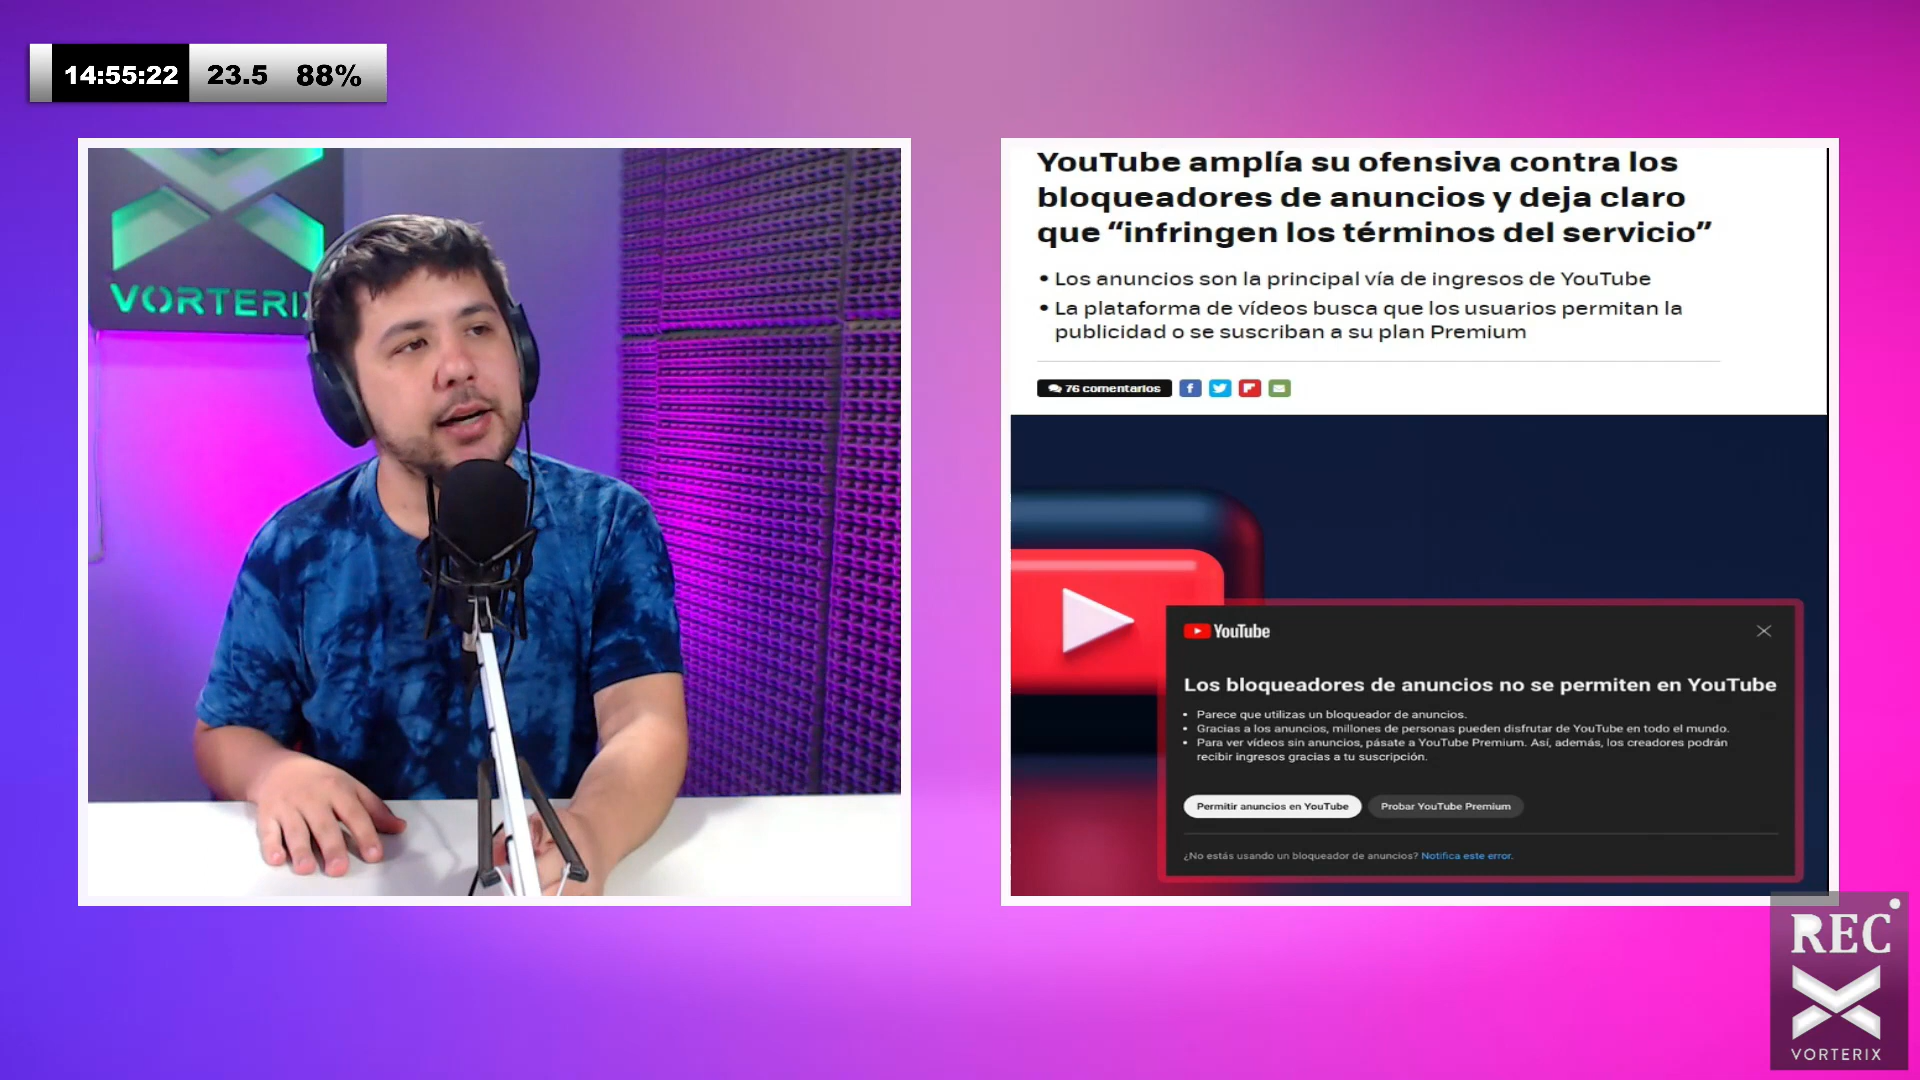 14:55:22 23.5 88%
VORTERIX
YouTube amplía su ofensiva contra los
bloqueadores de anuncios y deja claro
que “infringen los términos del servicio”
• Los anuncios son la principal vía de ingresos de YouTube
• La plataforma de vídeos busca que los usuarios permitan la
publicidad o se suscriban a su plan Premium
76 comentarios
YouTube
Los bloqueadores de anuncios no se permiten en YouTube
• Parece que utilizas un bloqueador de anuncios.
• Gracias a los anuncios, millones de personas pueden disfrutar de YouTube en todo el mundo.
• Para ver vídeos sin anuncios, pásate a YouTube Premium. Así, además, los creadores podrán
recibir ingresos gracias a tu suscripción.
Permitir anuncios en YouTube Probar YouTube Premium
¿No estás usando un bloqueador de anuncios? Notifica este error.
REC
VORTERIX